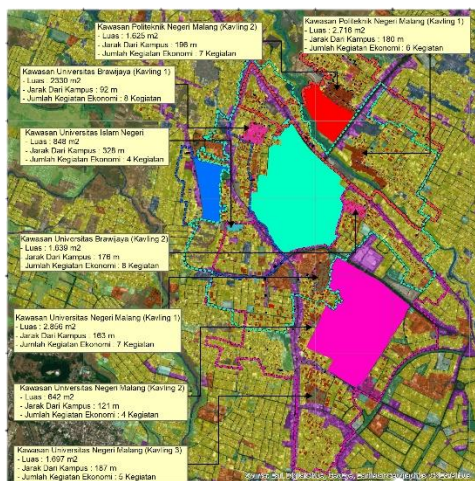 Kawasan Politeknik Negeri Malang (Kavling 2)
- Luas : 1.625 m2
- Jarak Dari Kampus : 196 m
- Jumlah Kegiatan Ekonomi : 7 Kegiatan
Kawasan Politeknik Negeri Malang (Kavling 1)
- Luas : 2.716 m2
- Jarak Dari Kampus : 180 m
- Jumlah Kegiatan Ekonomi : 6 Kegiatan
Kawasan Universitas Brawijaya (Kavling 1)
- Luas : 2330 m2
- Jarak Dari Kampus : 92 m
- Jumlah Kegiatan Ekonomi : 8 Kegiatan
Kawasan Universitas Islam Negeri
- Luas : 848 m2
- Jarak Dari Kampus : 328 m
- Jumlah Kegiatan Ekonomi : 4 Kegiatan
Kawasan Universitas Brawijaya (Kavling 2)
- Luas : 1.639 m2
- Jarak Dari Kampus : 176 m
- Jumlah Kegiatan Ekonomi : 8 Kegiatan
Kawasan Universitas Negeri Malang (Kavling 1)
- Luas : 2.856 m2
- Jarak Dari Kampus : 163 m
- Jumlah Kegiatan Ekonomi : 7 Kegiatan
Kawasan Universitas Negeri Malang (Kavling 2)
- Luas : 642 m2
- Jarak Dari Kampus : 121 m
- Jumlah Kegiatan Ekonomi : 4 Kegiatan
Kawasan Universitas Negeri Malang (Kavling 3)
- Luas : 1.697 m2
- Jarak Dari Kampus : 187 m
- Jumlah Kegiatan Ekonomi : 5 Kegiatan